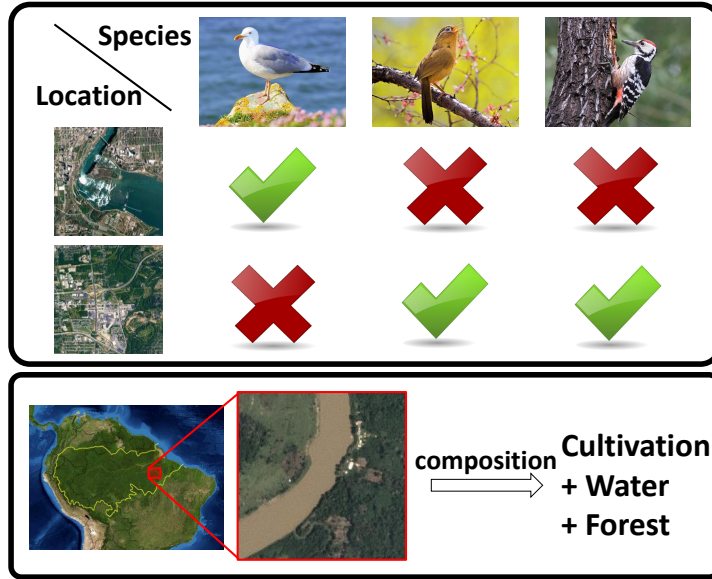 Species
Location
composition
Cultivation
+ Water
+ Forest